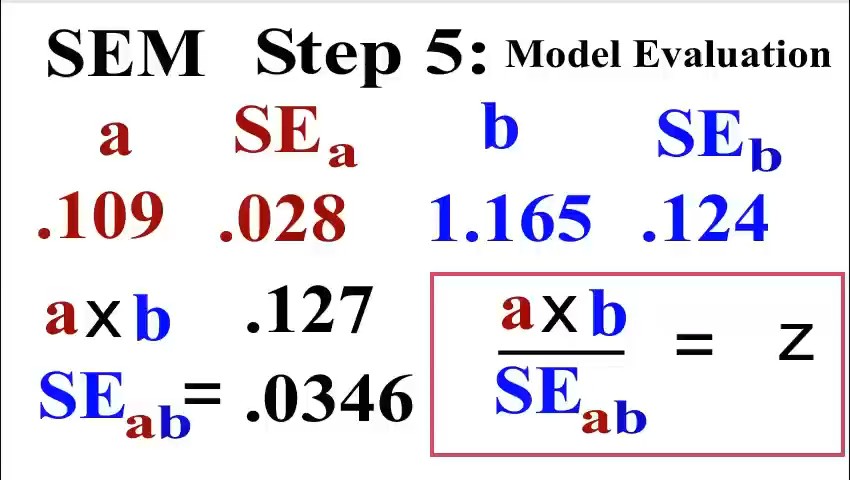 SEM Step 5: Model Evaluation
a SEa b SEb
.109 .028 1.165 .124
a x b .127
SEab = .0346
a x b
SEab
= z